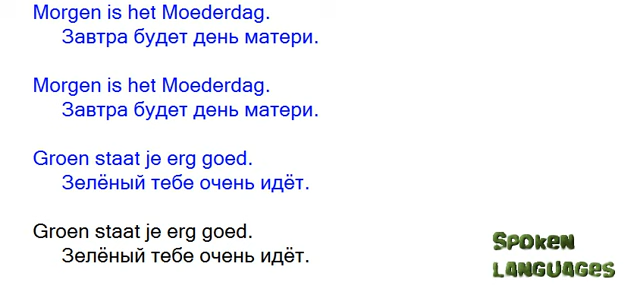 Morgen is het Moederdag.
Завтра будет день матери.
Morgen is het Moederdag.
Завтра будет день матери.
Groen staat je erg goed.
Зелёный тебе очень идёт.
Groen staat je erg goed.
Зелёный тебе очень идёт.
Spoken
Languages